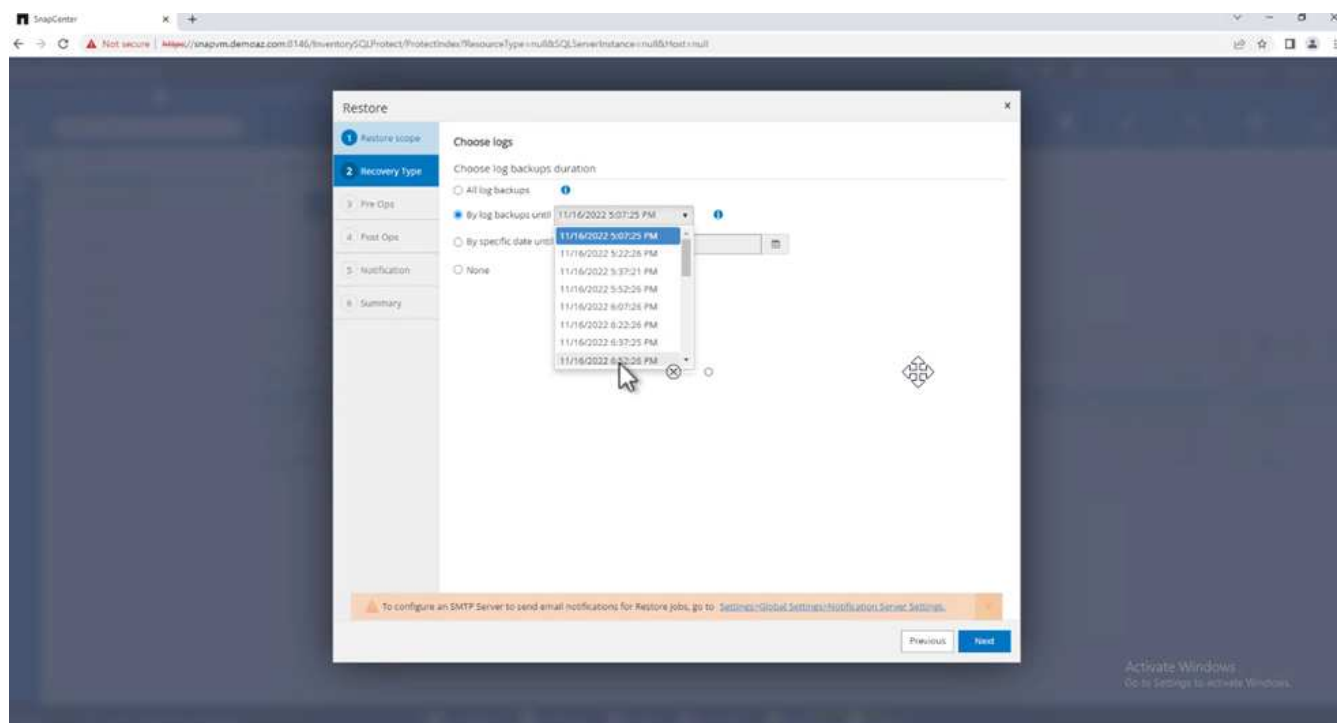 SnapCenter
Not secure | https://snapvm.demoaz.com:8146/InventorySQLProtect/ProtectIndex?ResourceType=null&SQLServerInstance=null&Host=null
Restore
1 Restore scope
2 Recovery Type
3 Pre Ops
4 Post Ops
5 Notification
6 Summary
Choose logs
Choose log backups duration
All log backups
By log backups until 11/16/2022 5:07:25 PM
11/16/2022 5:07:25 PM
By specific date until
11/16/2022 5:22:26 PM
None
11/16/2022 5:37:21 PM
11/16/2022 5:52:26 PM
11/16/2022 6:07:26 PM
11/16/2022 6:22:26 PM
11/16/2022 6:37:25 PM
11/16/2022 6:52:26 PM
To configure an SMTP Server to send email notifications for Restore jobs, go to Settings>Global Settings>Notification Server Settings.
Previous Next
Activate Windows
Go to Settings to activate Windows.